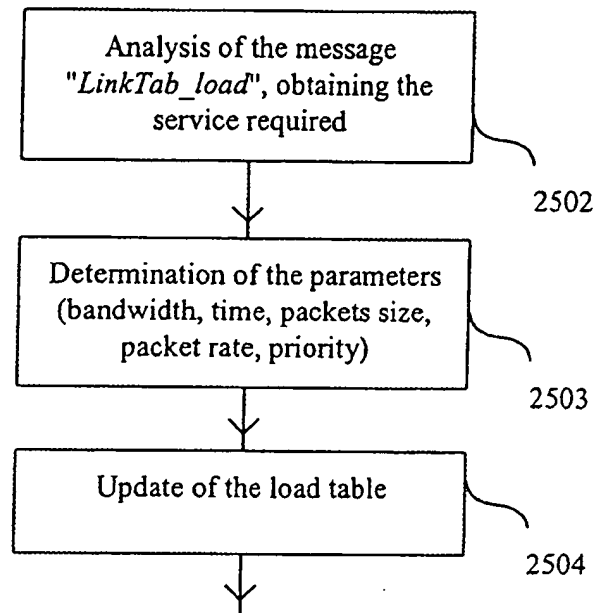 Analysis of the message
"LinkTab_load", obtaining the
service required
2502
Determination of the parameters
(bandwidth, time, packets size,
packet rate, priority)
2503
Update of the load table
2504